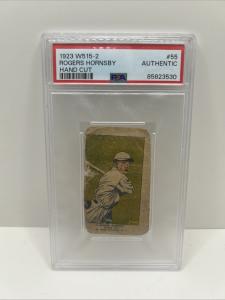 1923 W515-2 #55
ROGERS HORNSBY AUTHENTIC
HAND CUT
PSA 85823530